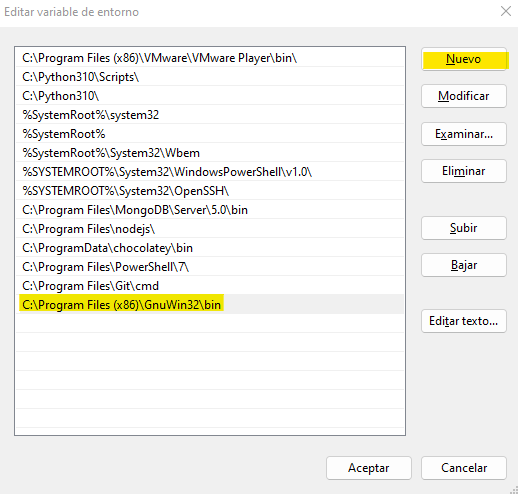 Editar variable de entorno
C:\Program Files (x86)\VMware\VMware Player\bin\
C:\Python310\Scripts\
C:\Python310\
%SystemRoot%\system32
%SystemRoot%
%SystemRoot%\System32\Wbem
%SYSTEMROOT%\System32\WindowsPowerShell\v1.0\
%SYSTEMROOT%\System32\OpenSSH\
C:\Program Files\MongoDB\Server\5.0\bin
C:\Program Files\nodejs\
C:\ProgramData\chocolatey\bin
C:\Program Files\PowerShell\7\
C:\Program Files\Git\cmd
C:\Program Files (x86)\GnuWin32\bin
Nuevo
Modificar
Examinar...
Eliminar
Subir
Bajar
Editar texto...
Aceptar
Cancelar